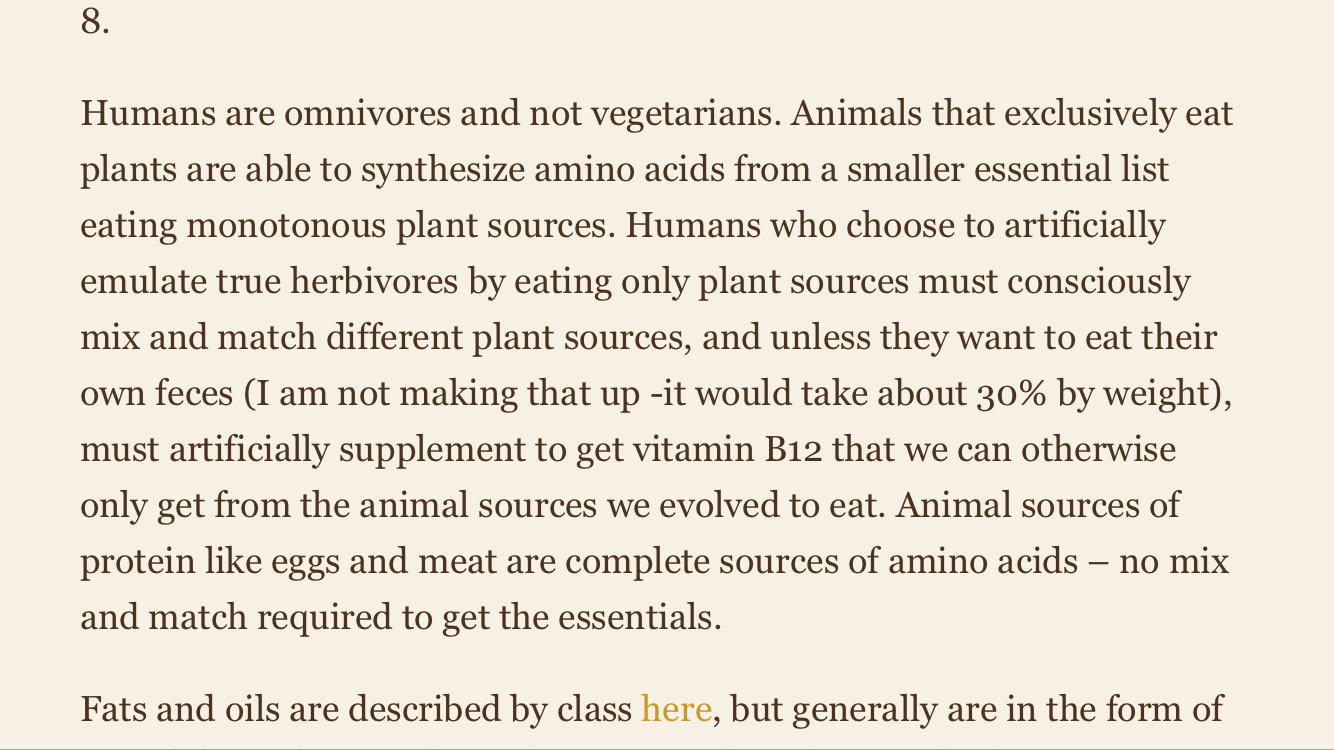 8.
Humans are omnivores and not vegetarians. Animals that exclusively eat
plants are able to synthesize amino acids from a smaller essential list
eating monotonous plant sources. Humans who choose to artificially
emulate true herbivores by eating only plant sources must consciously
mix and match different plant sources, and unless they want to eat their
own feces (I am not making that up -it would take about 30% by weight),
must artificially supplement to get vitamin B12 that we can otherwise
only get from the animal sources we evolved to eat. Animal sources of
protein like eggs and meat are complete sources of amino acids – no mix
and match required to get the essentials.
Fats and oils are described by class here, but generally are in the form of